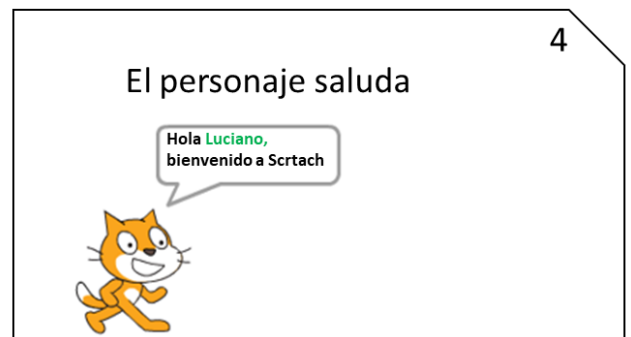 4
El personaje saluda
Hola Luciano,
bienvenido a Scrtach